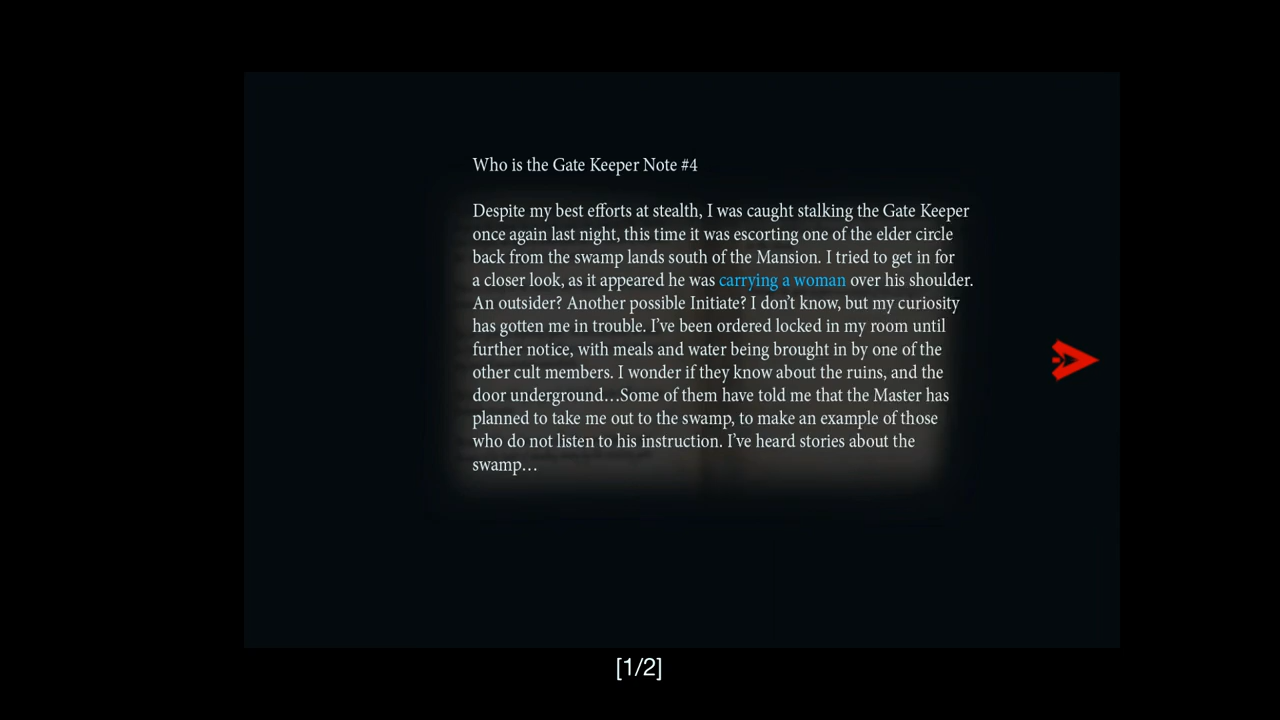 Who is the Gate Keeper Note #4
Despite my best efforts at stealth, I was caught stalking the Gate Keeper
once again last night, this time it was escorting one of the elder circle
back from the swamp lands south of the Mansion. I tried to get in for
a closer look, as it appeared he was carrying a woman over his shoulder.
An outsider? Another possible Initiate? I don’t know, but my curiosity
has gotten me in trouble. I’ve been ordered locked in my room until
further notice, with meals and water being brought in by one of the
other cult members. I wonder if they know about the ruins, and the
door underground…Some of them have told me that the Master has
planned to take me out to the swamp, to make an example of those
who do not listen to his instruction. I’ve heard stories about the
swamp…
[1/2]